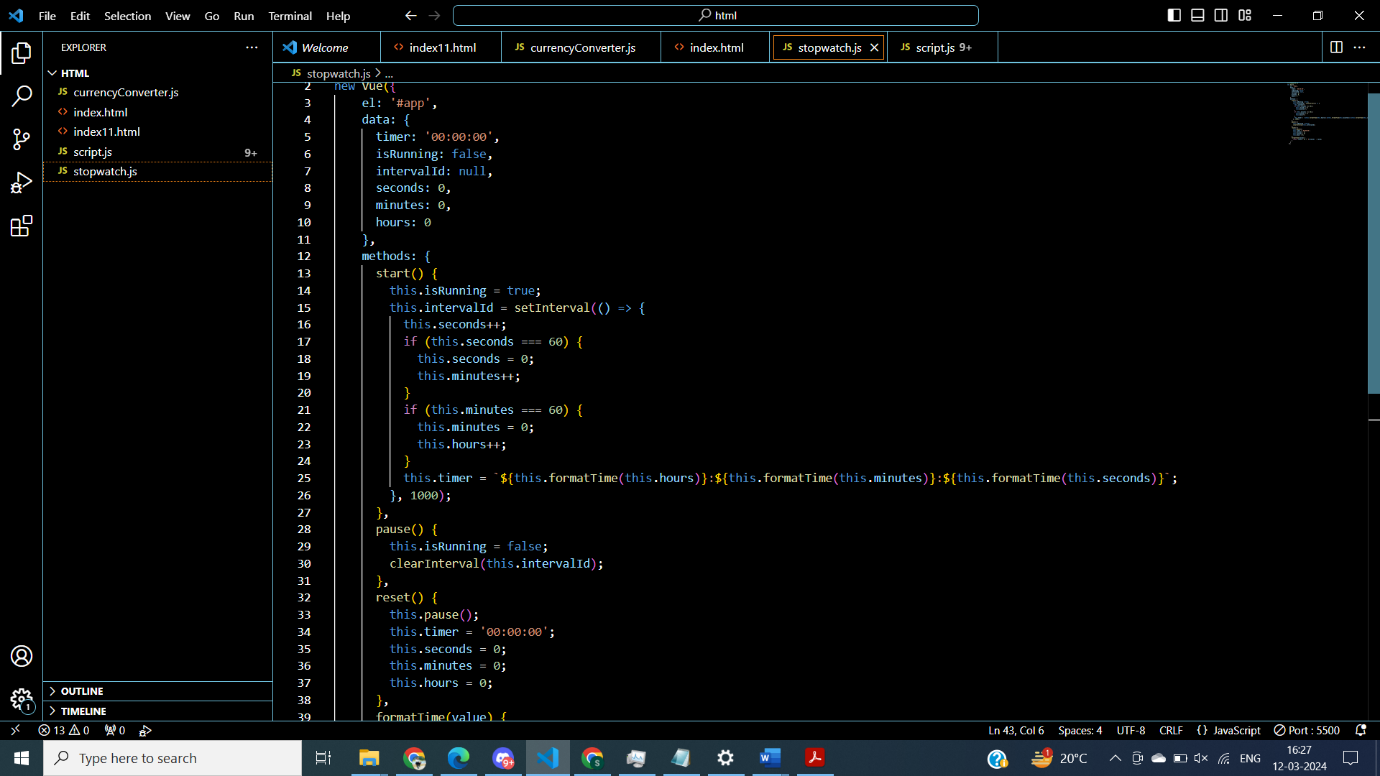 File Edit Selection View Go Run Terminal Help
html
EXPLORER
Welcome
index11.html
JS currencyConverter.js
index.html
JS stopwatch.js
JS script.js 9+
HTML
JS currencyConverter.js
index.html
index11.html
JS script.js 9+
JS stopwatch.js
OUTLINE
TIMELINE
JS stopwatch.js > ...
2 new Vue({
3 el: '#app',
4 data: {
5 timer: '00:00:00',
6 isRunning: false,
7 intervalId: null,
8 seconds: 0,
9 minutes: 0,
10 hours: 0
11 },
12 methods: {
13 start() {
14 this.isRunning = true;
15 this.intervalId = setInterval(() => {
16 this.seconds++;
17 if (this.seconds === 60) {
18 this.seconds = 0;
19 this.minutes++;
20 }
21 if (this.minutes === 60) {
22 this.minutes = 0;
23 this.hours++;
24 }
25 this.timer = `${this.formatTime(this.hours)}:${this.formatTime(this.minutes)}:${this.formatTime(this.seconds)}`;
26 }, 1000);
27 },
28 pause() {
29 this.isRunning = false;
30 clearInterval(this.intervalId);
31 },
32 reset() {
33 this.pause();
34 this.timer = '00:00:00';
35 this.seconds = 0;
36 this.minutes = 0;
37 this.hours = 0;
38 },
39 formatTime(value) {
1
13 0 0 Ln 43, Col 6 Spaces: 4 UTF-8 CRLF {} JavaScript Port : 5500
Type here to search
9+
S
1
20°C
ENG
16:27
12-03-2024